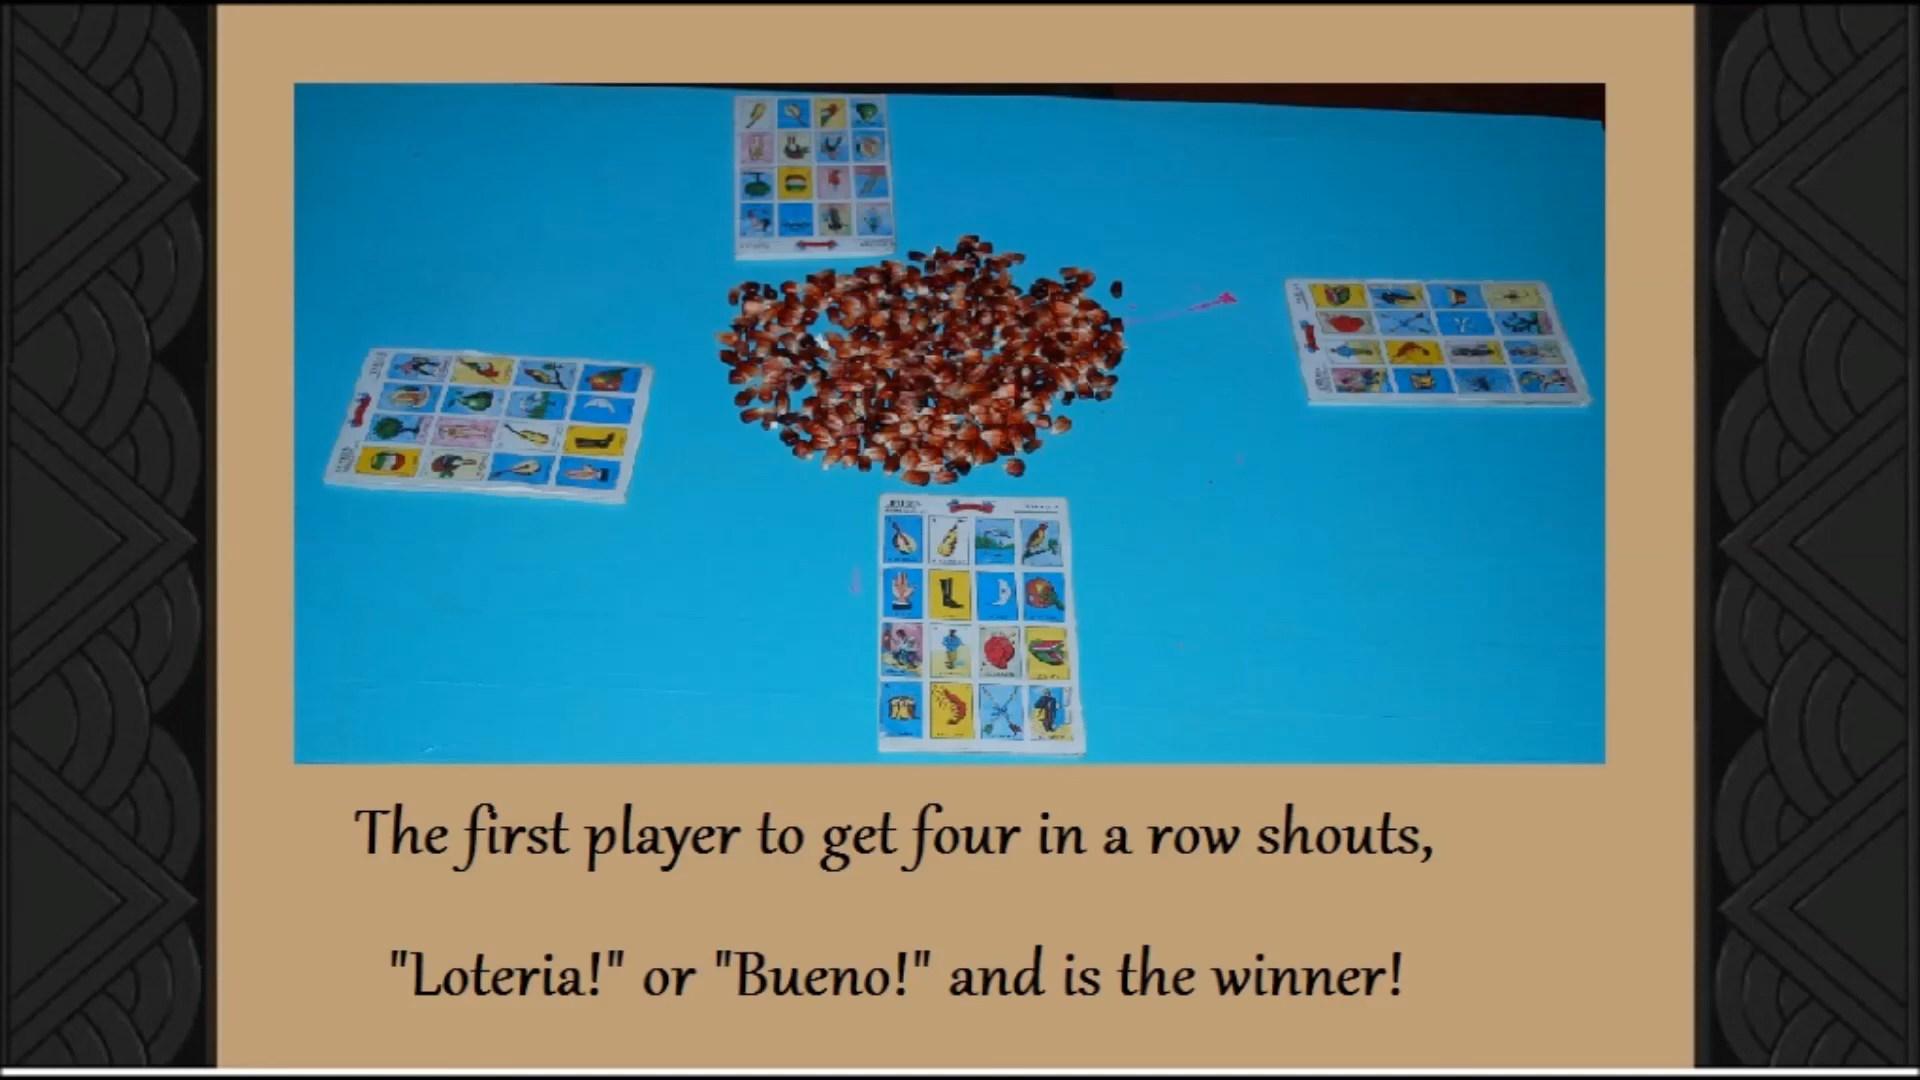 The first player to get four in a row shouts,
"Loteria!" or "Bueno!" and is the winner!